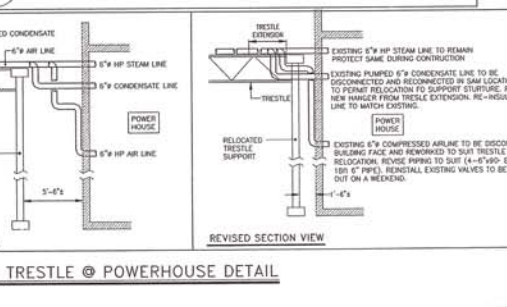 ED CONDENSATE
6"ø AIR LINE
6"ø HP STEAM LINE
6"ø CONDENSATE LINE
POWER
HOUSE
6"ø HP AIR LINE
5'-6"±
TRESTLE
EXTENSION
EXISTING 6"ø HP STEAM LINE TO REMAIN
PROTECT SAME DURING CONTRUCTION
EXISTING PUMPED 6"ø CONDENSATE LINE TO BE
DISCONNECTED AND RECONNECTED IN SAM LOCATI
TO PERMIT RELOCATION FO SUPPORT STURTURE.
NEW HANGER FROM TRESLE EXTENSION. RE-INSUL
LINE TO MATCH EXISTING.
TRESTLE
POWER
HOUSE
RELOCATED
TRESTLE
SUPPORT
EXISTING 6"ø COMPRESSED AIRLINE TO BE DISCO
BUILDING FACE AND REWORKED TO SUIT TRESTLE
RELOCATION. REVISE PIPING TO SUIT (4-6"x90-
6" PIPE). REINSTALL EXISTING VALVES TO BE
OUT ON A WEEKEND.
1'-6"±
REVISED SECTION VIEW
TRESTLE @ POWERHOUSE DETAIL